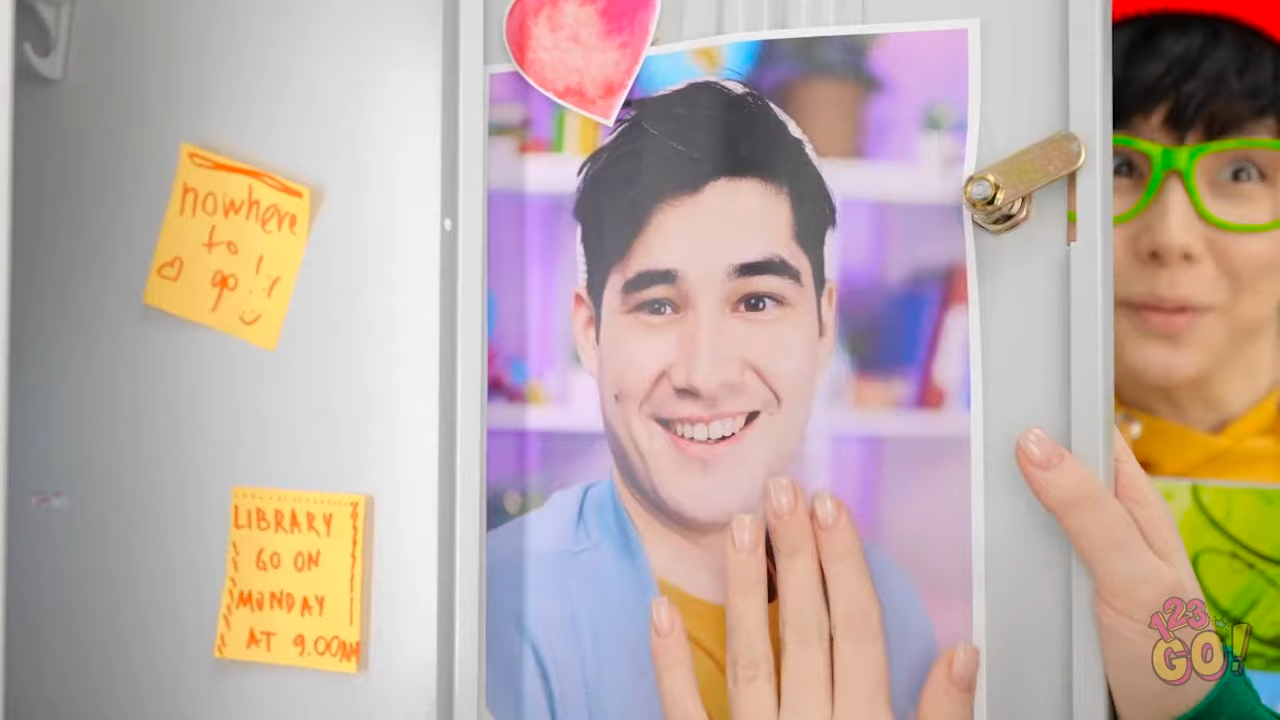 nowhere
to
go!
LIBRARY
GO ON
MONDAY
AT 9.00AM
123
GO!